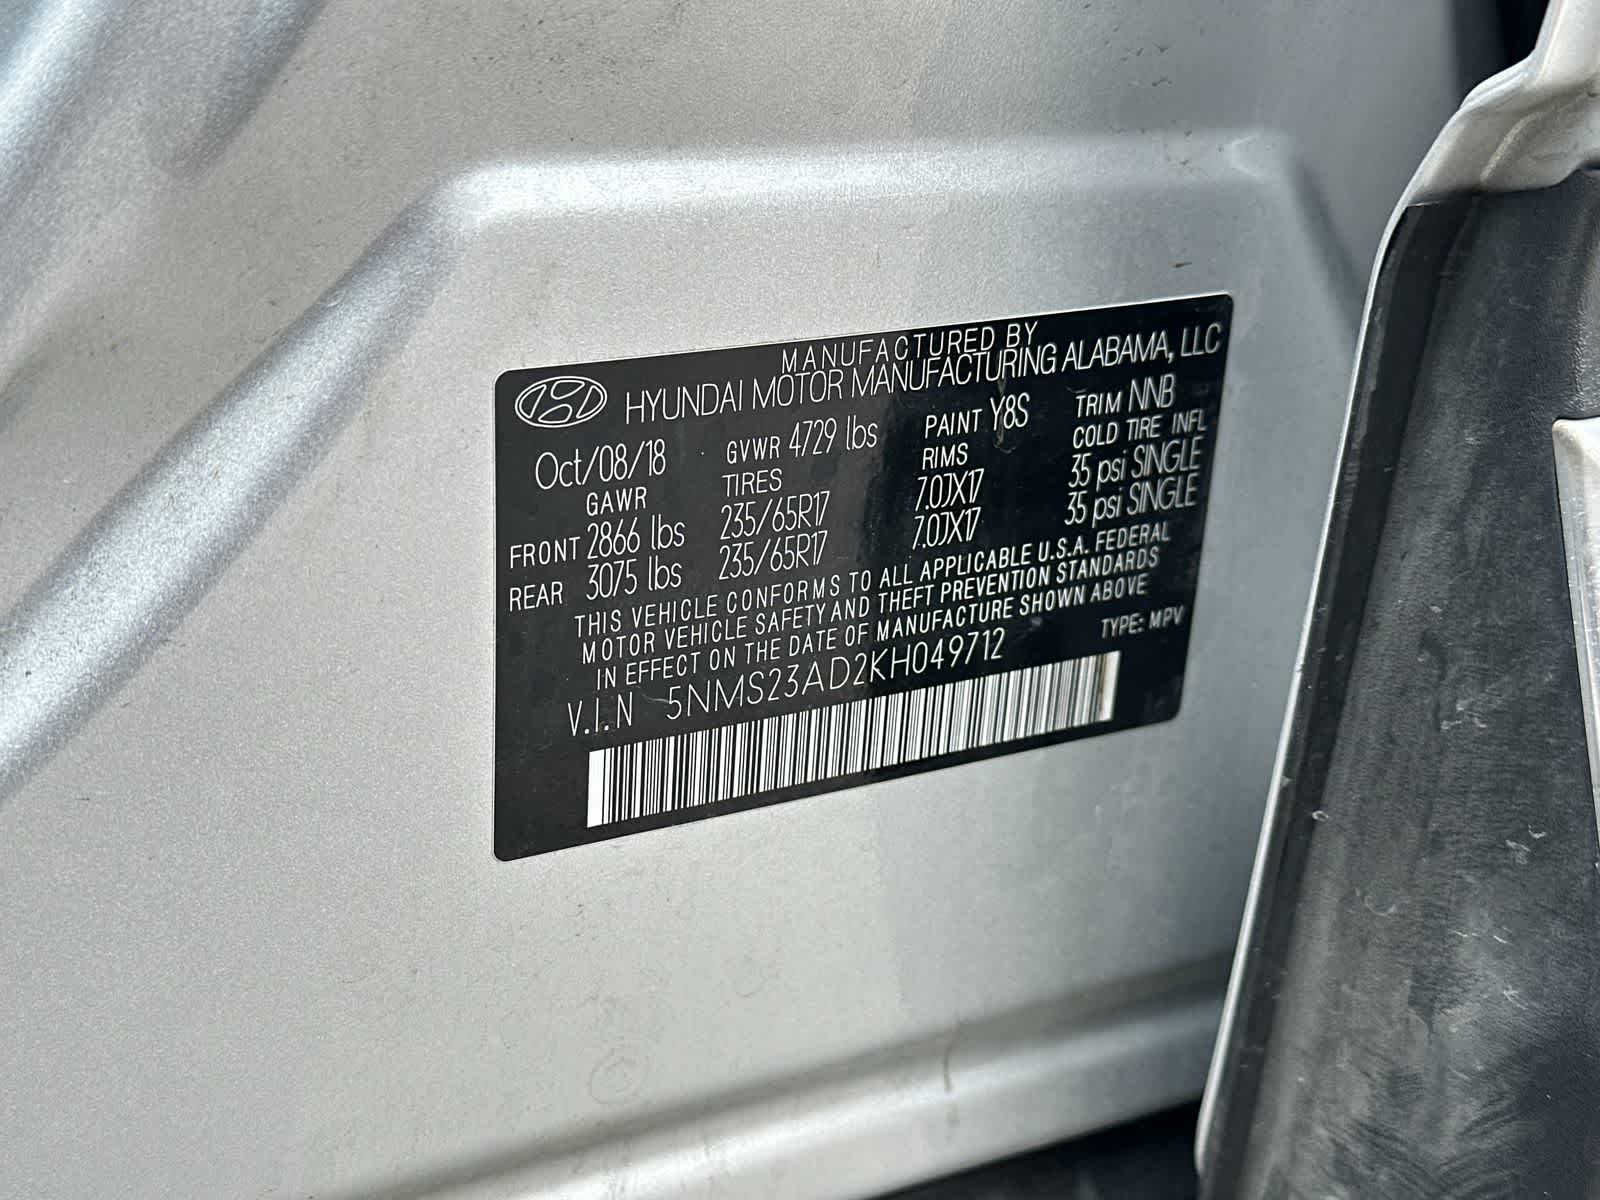 MANUFACTURED BY
HYUNDAI MOTOR MANUFACTURING ALABAMA, LLC
Oct/08/18 GVWR 4729 lbs PAINT Y8S TRIM NNB
GAWR TIRES RIMS COLD TIRE INFL
FRONT 2866 lbs 235/65R17 7.0JX17 35 psi SINGLE
REAR 3075 lbs 235/65R17 7.0JX17 35 psi SINGLE
THIS VEHICLE CONFORMS TO ALL APPLICABLE U.S.A. FEDERAL
MOTOR VEHICLE SAFETY AND THEFT PREVENTION STANDARDS
IN EFFECT ON THE DATE OF MANUFACTURE SHOWN ABOVE
V.I.N 5NMS23AD2KH049712 TYPE: MPV